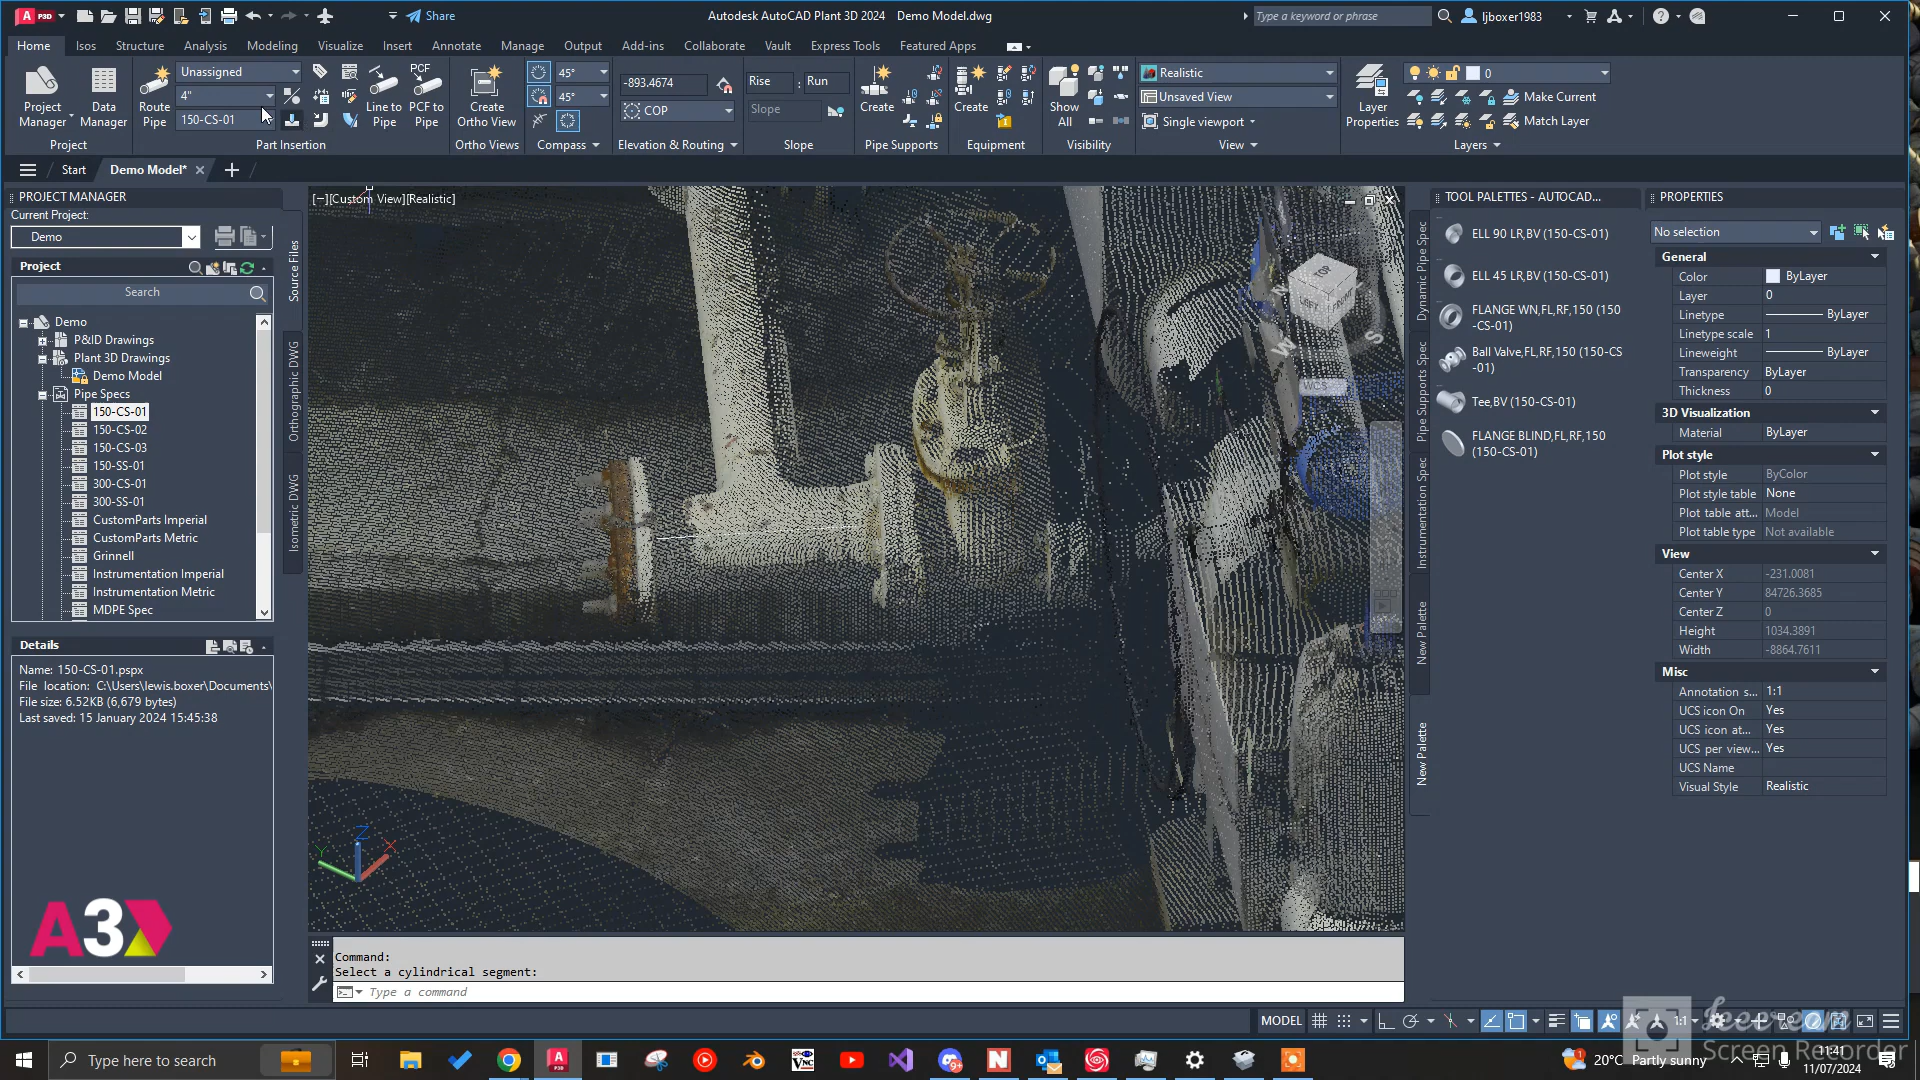 A P3D Share Autodesk AutoCAD Plant 3D 2024 Demo Model.dwg Type a keyword or phrase ljboxer1983
Home Isos Structure Analysis Modeling Visualize Insert Annotate Manage Output Add-ins Collaborate Vault Express Tools Featured Apps
Project Manager
Data Manager
Project
Route Pipe
Unassigned
4"
150-CS-01
Line to Pipe
PCF
PCF to Pipe
Part Insertion
Create Ortho View
Ortho Views
45°
45°
Compass
-893.4674
COP
Elevation & Routing
Rise : Run
Slope
Slope
Create
Pipe Supports
Create
Equipment
Show All
Visibility
Realistic
Unsaved View
Single viewport
View
Layer Properties
0
Make Current
Match Layer
Layers
Start Demo Model*
PROJECT MANAGER
Current Project:
Demo
Project
Search
Demo
P&ID Drawings
Plant 3D Drawings
Demo Model
Pipe Specs
150-CS-01
150-CS-02
150-CS-03
150-SS-01
300-CS-01
300-SS-01
CustomParts Imperial
CustomParts Metric
Grinnell
Instrumentation Imperial
Instrumentation Metric
MDPE Spec
Source Files
Orthographic DWG
Isometric DWG
Details
Name: 150-CS-01.pspx
File location: C:\Users\lewis.boxer\Documents\
File size: 6.52KB (6,679 bytes)
Last saved: 15 January 2024 15:45:38
A3D
[−][Custom View][Realistic]
TOP
LEFT
FRONT
W
S
WCS
Z
X
Y
Command:
Select a cylindrical segment:
Type a command
TOOL PALETTES - AUTOCAD...
ELL 90 LR,BV (150-CS-01)
ELL 45 LR,BV (150-CS-01)
FLANGE WN,FL,RF,150 (150
-CS-01)
Ball Valve,FL,RF,150 (150-CS
-01)
Tee,BV (150-CS-01)
FLANGE BLIND,FL,RF,150
(150-CS-01)
Dynamic Pipe Spec
Pipe Supports Spec
Instrumentation Spec
New Palette
New Palette
PROPERTIES
No selection
General
Color ByLayer
Layer 0
Linetype ByLayer
Linetype scale 1
Lineweight ByLayer
Transparency ByLayer
Thickness 0
3D Visualization
Material ByLayer
Plot style
Plot style ByColor
Plot style table None
Plot table att... Model
Plot table type Not available
View
Center X -231.0081
Center Y 84726.3685
Center Z 0
Height 1034.3891
Width -8864.7611
Misc
Annotation s... 1:1
UCS icon On Yes
UCS icon at... Yes
UCS per view... Yes
UCS Name
Visual Style Realistic
MODEL 1:1
Icecream
Screen Recorder
Type here to search
20°C Partly sunny
11:41
11/07/2024